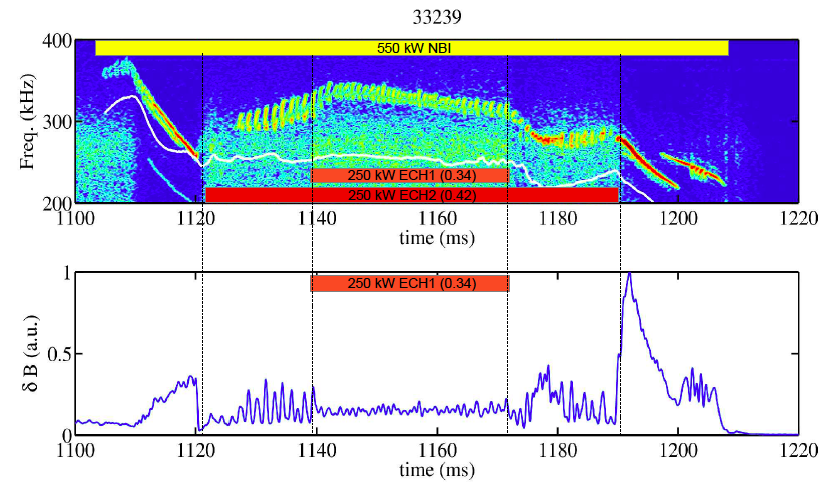 33239
400
550 kW NBI
Freq. (kHz)
300
250 kW ECH1 (0.34)
200
250 kW ECH2 (0.42)
1100
1120
1140
1160
1180
1200
1220
time (ms)
1
250 kW ECH1 (0.34)
δ B (a.u.)
0.5
0
1100
1120
1140
1160
1180
1200
1220
time (ms)